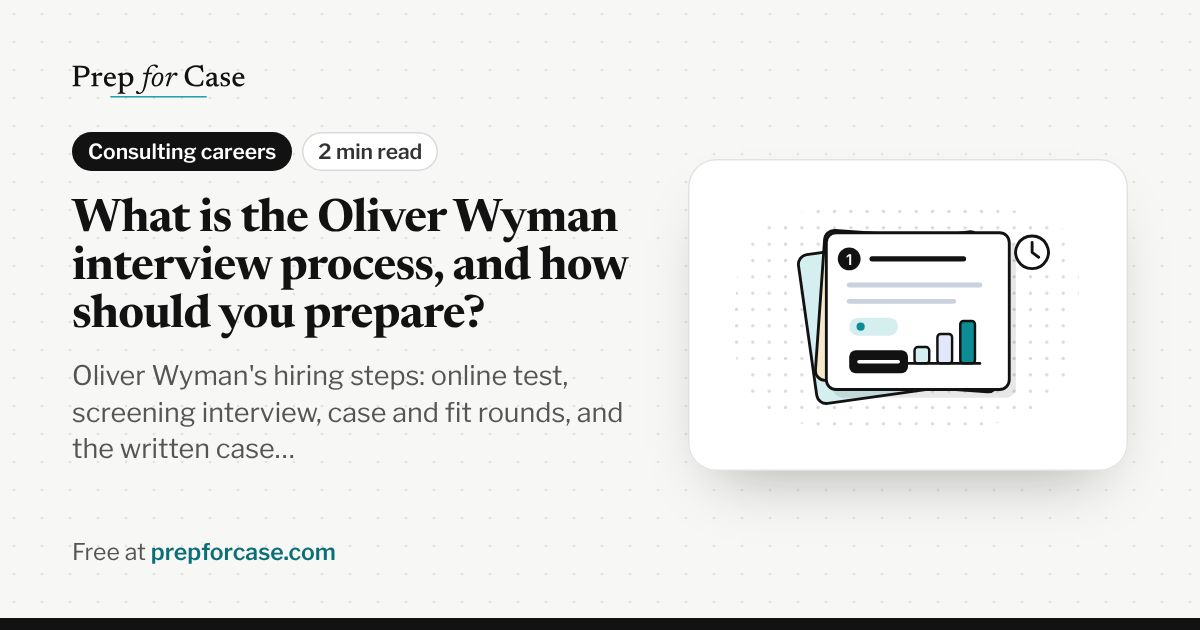 Prep for Case
Consulting careers
2 min read
What is the Oliver Wyman
interview process, and how
should you prepare?
Oliver Wyman's hiring steps: online test,
screening interview, case and fit rounds, and
the written case...
1
Free at prepforcase.com